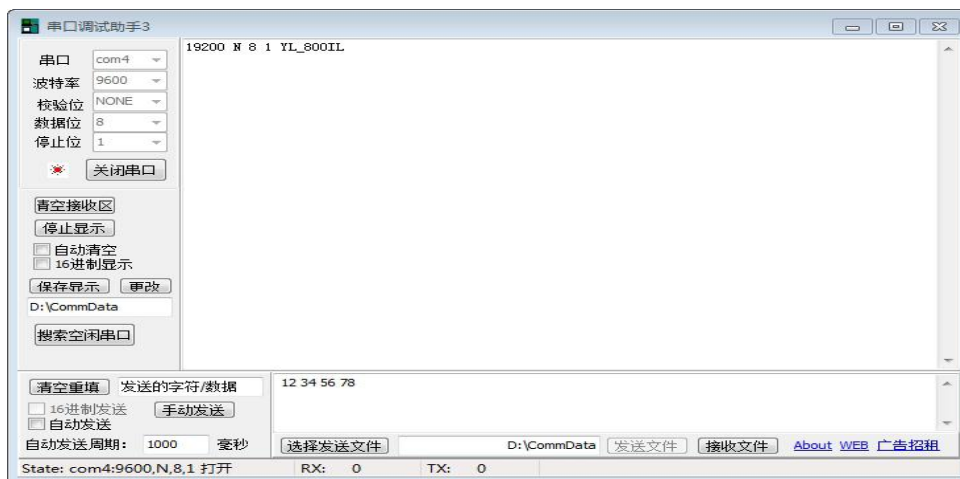 串口调试助手3
19200 N 8 1 YL_800IL
串口 com4
波特率 9600
校验位 NONE
数据位 8
停止位 1
关闭串口
青空接收区
停止显示
自动清空
16进制显示
保存显示 更改
D:\CommData
搜索空闲串口
清空重填 发送的字符/数据
16进制发送 手动发送
自动发送
自动发送周期: 1000 毫秒
12 34 56 78
选择发送文件 D:\CommData 发送文件 接收文件 About WEB 广告招租
State: com4:9600,N,8,1 打开 RX: 0 TX: 0